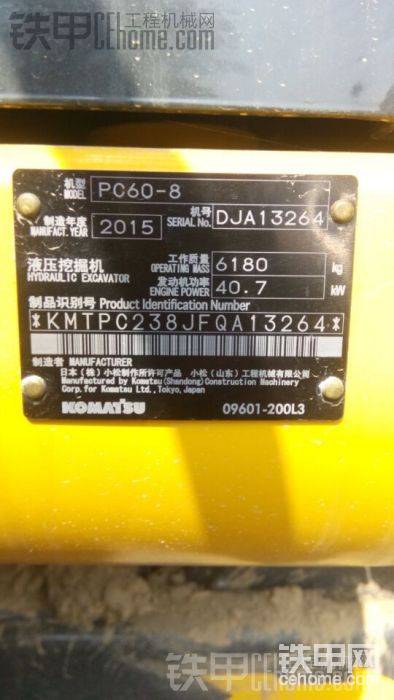 铁甲 工程机械网
Cehome.com
机型 MODEL PC60-8
制造年度 MANUFACT. YEAR 2015 机号 SERIAL No. DJA13264
液压挖掘机 HYDRAULIC EXCAVATOR
工作质量 OPERATING MASS 6180 kg
发动机功率 ENGINE POWER 40.7 kW
制品识别号 Product Identification Number
*KMTPC238JFQA13264*
制造者 MANUFACTURER
日本（株）小松制作所许可产品 小松（山东）工程机械有限公司
Manufactured by Komatsu(Shandong)Construction Machinery
Corp.for Komatsu Ltd.,Tokyo,Japan
KOMATSU 09601-200L3
铁甲网
铁甲 工程机械网
Cehome.com